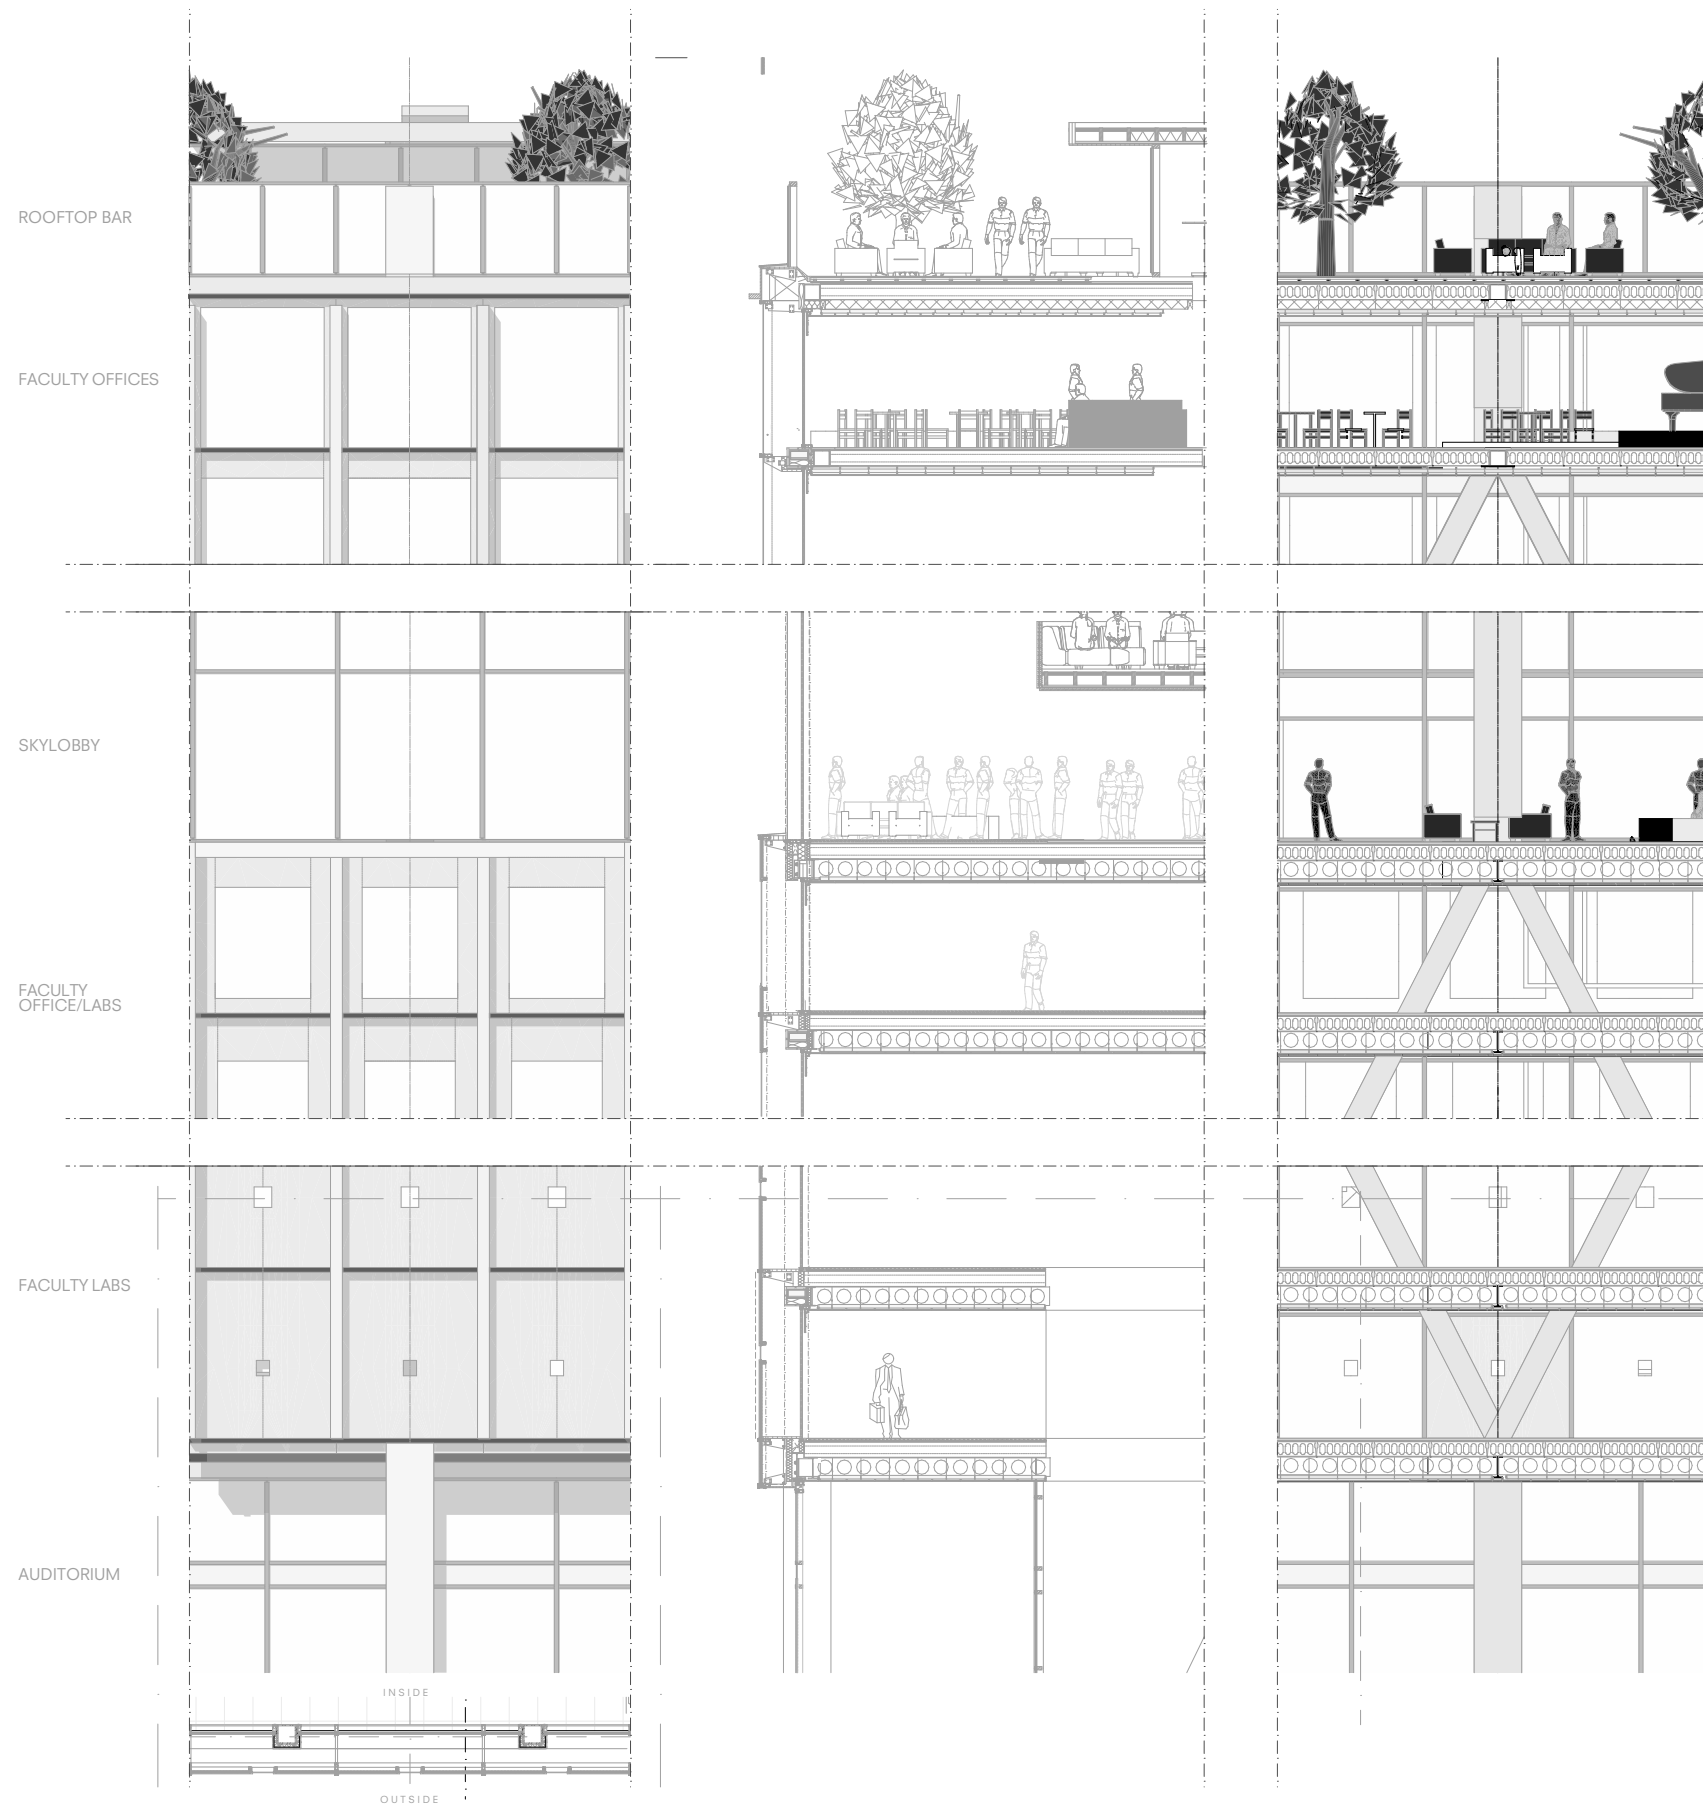 ROOFTOP BAR
FACULTY OFFICES
SKYLOBBY
FACULTY
OFFICE/LABS
FACULTY LABS
AUDITORIUM
INSIDE
OUTSIDE